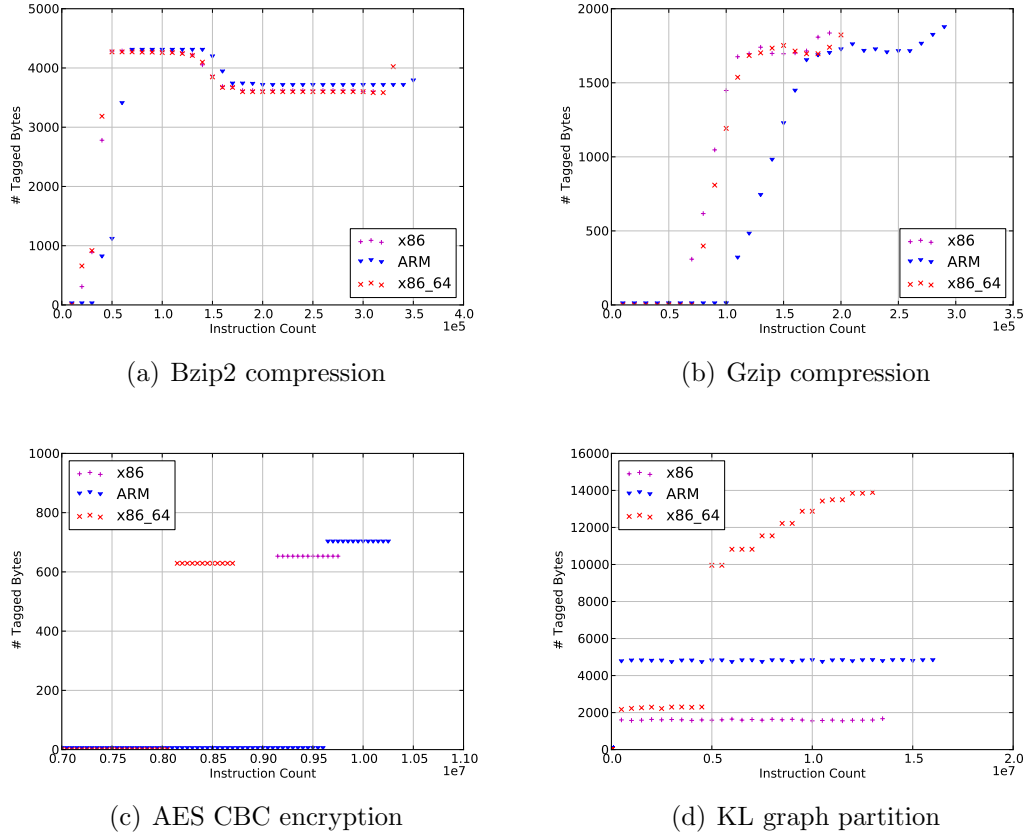 5000
4000
3000
2000
1000
0
# Tagged Bytes
x86
ARM
x86_64
0.0 0.5 1.0 1.5 2.0 2.5 3.0 3.5 4.0
1e5
Instruction Count
(a) Bzip2 compression
2000
1500
1000
500
0
# Tagged Bytes
x86
ARM
x86_64
0.0 0.5 1.0 1.5 2.0 2.5 3.0 3.5
1e5
Instruction Count
(b) Gzip compression
1000
800
600
400
200
0
# Tagged Bytes
x86
ARM
x86_64
0.70 0.75 0.80 0.85 0.90 0.95 1.00 1.05 1.10
1e7
Instruction Count
(c) AES CBC encryption
16000
14000
12000
10000
8000
6000
4000
2000
0
# Tagged Bytes
x86
ARM
x86_64
0.0 0.5 1.0 1.5 2.0
1e7
Instruction Count
(d) KL graph partition